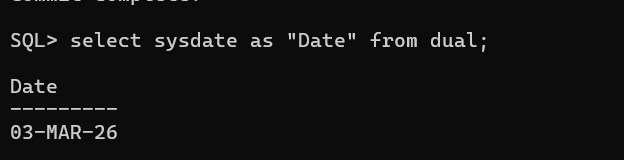 SQL> select sysdate as "Date" from dual;
Date
---------
03-MAR-26